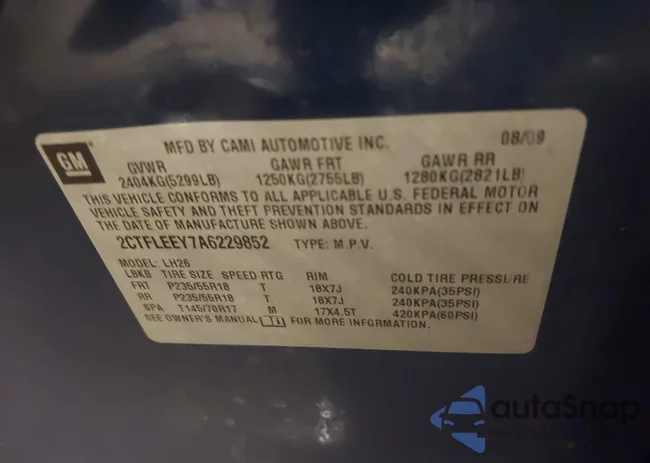 GM
MFD BY CAMI AUTOMOTIVE INC. 08/09
GVWR GAWR FRT GAWR RR
2404KG(5299LB) 1250KG(2755LB) 1280KG(2821LB)
THIS VEHICLE CONFORMS TO ALL APPLICABLE U.S. FEDERAL MOTOR
VEHICLE SAFETY AND THEFT PREVENTION STANDARDS IN EFFECT ON
THE DATE OF MANUFACTURE SHOWN ABOVE.
2CTFLEEY7A6229852 TYPE: M.P.V.
MODEL: LH26
LBKB TIRE SIZE SPEED RTG RIM COLD TIRE PRESSURE
FRT P235/55R18 T 18X7J 240KPA(35PSI)
RR P235/55R18 T 18X7J 240KPA(35PSI)
SPA T145/70R17 M 17X4.5T 420KPA(60PSI)
SEE OWNER'S MANUAL i FOR MORE INFORMATION.
autoSnap